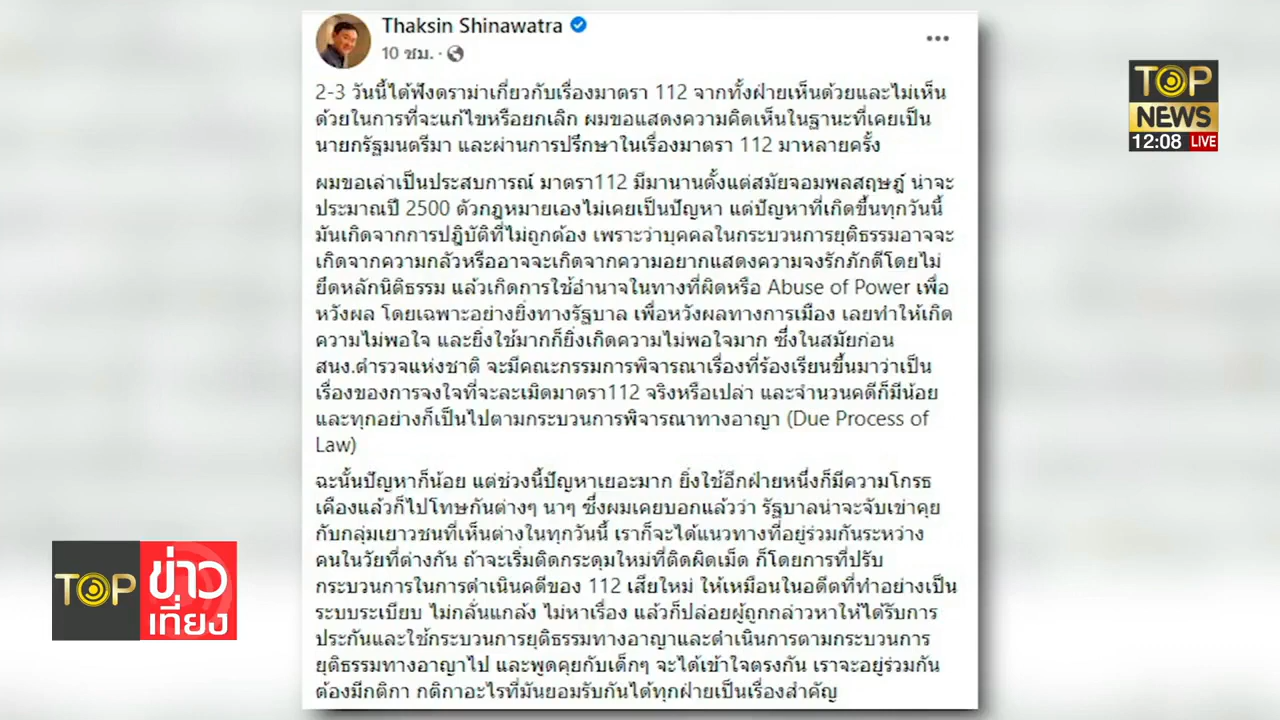 Thaksin Shinawatra
10 ชม. ·
2-3 วันนี้ได้ฟังดราม่าเกี่ยวกับเรื่องมาตรา 112 จากทั้งฝ่ายเห็นด้วยและไม่เห็น
ด้วยในการที่จะแก้ไขหรือยกเลิก ผมขอแสดงความคิดเห็นในฐานะที่เคยเป็น
นายกรัฐมนตรีมา และผ่านการปรึกษาในเรื่องมาตรา 112 มาหลายครั้ง
ผมขอเล่าเป็นประสบการณ์ มาตรา112 มีมานานตั้งแต่สมัยจอมพลสฤษฎ์ น่าจะ
ประมาณปี 2500 ตัวกฎหมายเองไม่เคยเป็นปัญหา แต่ปัญหาที่เกิดขึ้นทุกวันนี้
มันเกิดจากการปฏิบัติที่ไม่ถูกต้อง เพราะว่าบุคคลในกระบวนการยุติธรรมอาจจะ
เกิดจากความกลัวหรืออาจจะเกิดจากความอยากแสดงความจงรักภักดีโดยไม่
ยึดหลักนิติธรรม แล้วเกิดการใช้อำนาจในทางที่ผิดหรือ Abuse of Power เพื่อ
หวังผล โดยเฉพาะอย่างยิ่งทางรัฐบาล เพื่อหวังผลทางการเมือง เลยทำให้เกิด
ความไม่พอใจ และยิ่งใช้มากก็ยิ่งเกิดความไม่พอใจมาก ซึ่งในสมัยก่อน
สนง.ตำรวจแห่งชาติ จะมีคณะกรรมการพิจารณาเรื่องที่ร้องเรียนขึ้นมาว่าเป็น
เรื่องของการจงใจที่จะละเมิดมาตรา112 จริงหรือเปล่า และจำนวนคดีก็มีน้อย
และทุกอย่างก็เป็นไปตามกระบวนการพิจารณาทางอาญา (Due Process of
Law)
ฉะนั้นปัญหาก็น้อย แต่ช่วงนี้ปัญหาเยอะมาก ยิ่งใช้อีกฝ่ายหนึ่งก็มีความโกรธ
เคืองแล้วก็ไปโทษกันต่างๆ นาๆ ซึ่งผมเคยบอกแล้วว่า รัฐบาลน่าจะจับเข่าคุย
กับกลุ่มเยาวชนที่เห็นต่างในทุกวันนี้ เราก็จะได้แนวทางที่อยู่ร่วมกันระหว่าง
คนในวัยที่ต่างกัน ถ้าจะเริ่มติดกระดุมใหม่ที่ติดผิดเม็ด ก็โดยการที่ปรับ
กระบวนการในการดำเนินคดีของ 112 เสียใหม่ ให้เหมือนในอดีตที่ทำอย่างเป็น
ระบบระเบียบ ไม่กลั่นแกล้ง ไม่หาเรื่อง แล้วก็ปล่อยผู้ถูกกล่าวหาให้ได้รับการ
ประกันและใช้กระบวนการยุติธรรมทางอาญาและดำเนินการตามกระบวนการ
ยุติธรรมทางอาญาไป และพูดคุยกับเด็กๆ จะได้เข้าใจตรงกัน เราจะอยู่ร่วมกัน
ต้องมีกติกา กติกาอะไรที่มันยอมรับกันได้ทุกฝ่ายเป็นเรื่องสำคัญ
TOP
NEWS
12:08 LIVE
TOP ข่าว
เที่ยง